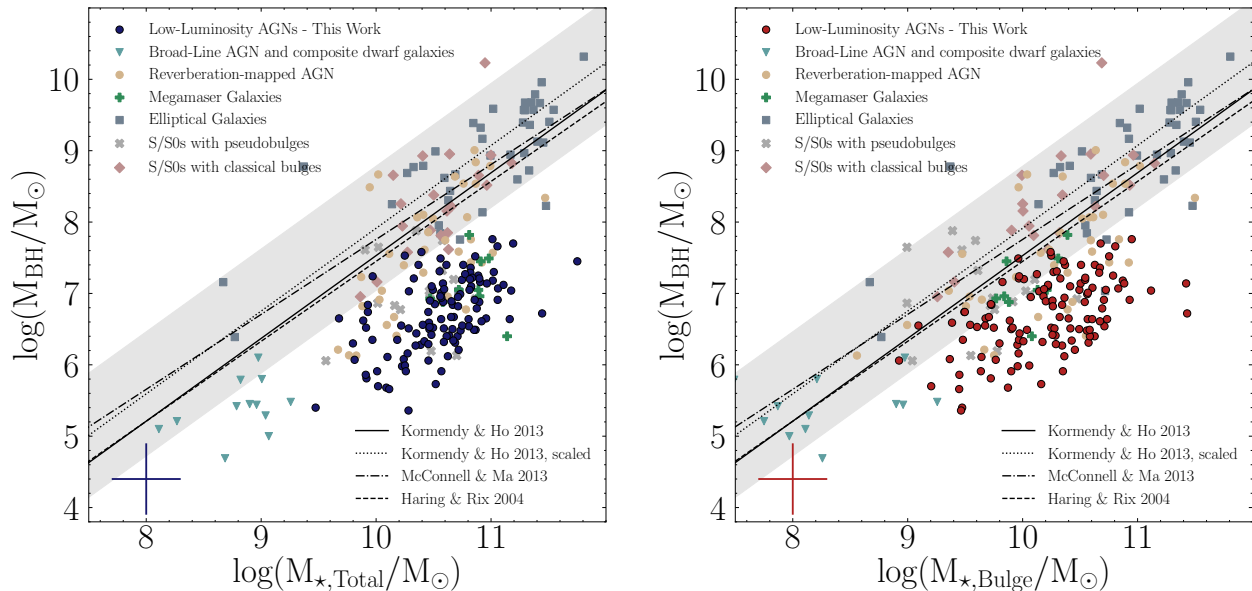 Low-Luminosity AGNs - This Work
Broad-Line AGN and composite dwarf galaxies
Reverberation-mapped AGN
Megamaser Galaxies
Elliptical Galaxies
S/S0s with pseudobulges
S/S0s with classical bulges
10
9
8
7
6
5
4
log(M_BH/M_⊙)
Kormendy & Ho 2013
Kormendy & Ho 2013, scaled
McConnell & Ma 2013
Haring & Rix 2004
8 9 10 11
log(M_⋆,Total/M_⊙)
Low-Luminosity AGNs - This Work
Broad-Line AGN and composite dwarf galaxies
Reverberation-mapped AGN
Megamaser Galaxies
Elliptical Galaxies
S/S0s with pseudobulges
S/S0s with classical bulges
10
9
8
7
6
5
4
log(M_BH/M_⊙)
Kormendy & Ho 2013
Kormendy & Ho 2013, scaled
McConnell & Ma 2013
Haring & Rix 2004
8 9 10 11
log(M_⋆,Bulge/M_⊙)